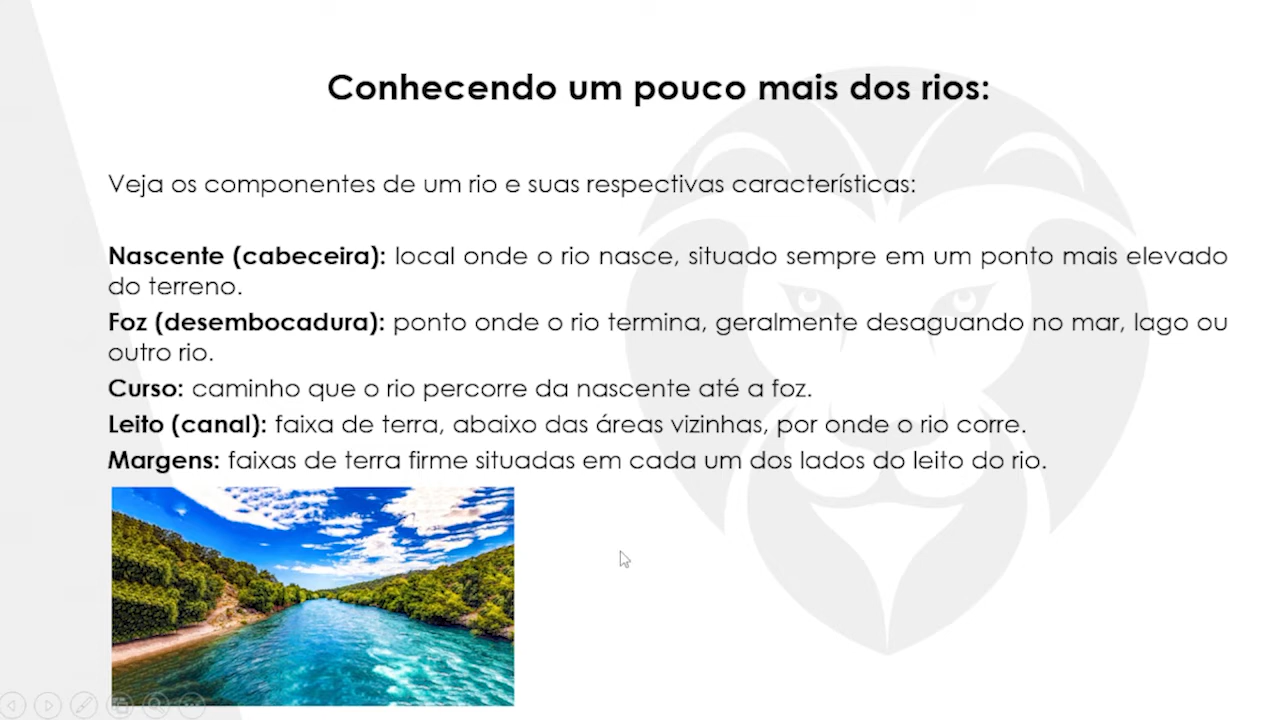 Conhecendo um pouco mais dos rios:
Veja os componentes de um rio e suas respectivas características:
Nascente (cabeceira): local onde o rio nasce, situado sempre em um ponto mais elevado
do terreno.
Foz (desembocadura): ponto onde o rio termina, geralmente desaguando no mar, lago ou
outro rio.
Curso: caminho que o rio percorre da nascente até a foz.
Leito (canal): faixa de terra, abaixo das áreas vizinhas, por onde o rio corre.
Margens: faixas de terra firme situadas em cada um dos lados do leito do rio.